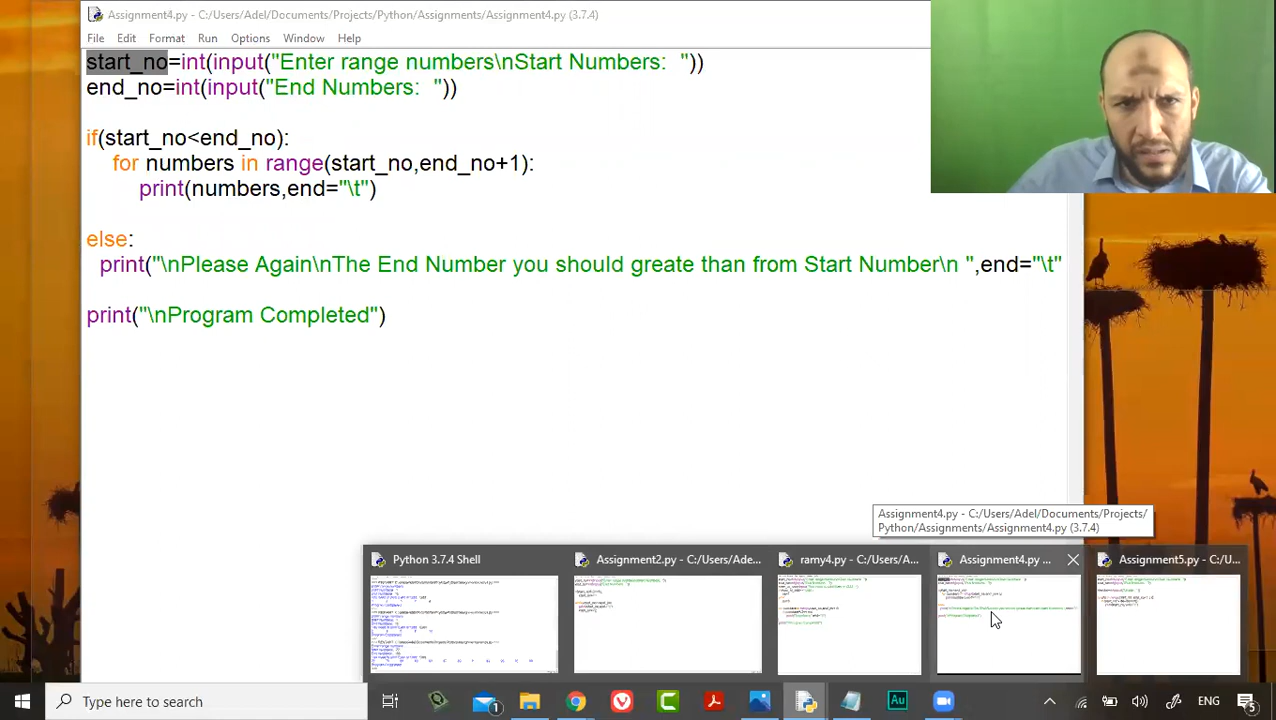 Assignment4.py - C:/Users/Adel/Documents/Projects/Python/Assignments/Assignment4.py (3.7.4)
File Edit Format Run Options Window Help
start_no=int(input("Enter range numbers\nStart Numbers:  "))
end_no=int(input("End Numbers:  "))
if(start_no<end_no):
for numbers in range(start_no,end_no+1):
print(numbers,end="\t")
else:
print("\nPlease Again\nThe End Number you should greate than from Start Number\n ",end="\t"
print("\nProgram Completed")
Assignment4.py - C:/Users/Adel/Documents/Projects/
Python/Assignments/Assignment4.py (3.7.4)
Python 3.7.4 Shell
Assignment2.py - C:/Users/Ade...
ramy4.py - C:/Users/A...
Assignment4.py ...
Assignment5.py - C:/U...
Type here to search
1
Au
ENG
5